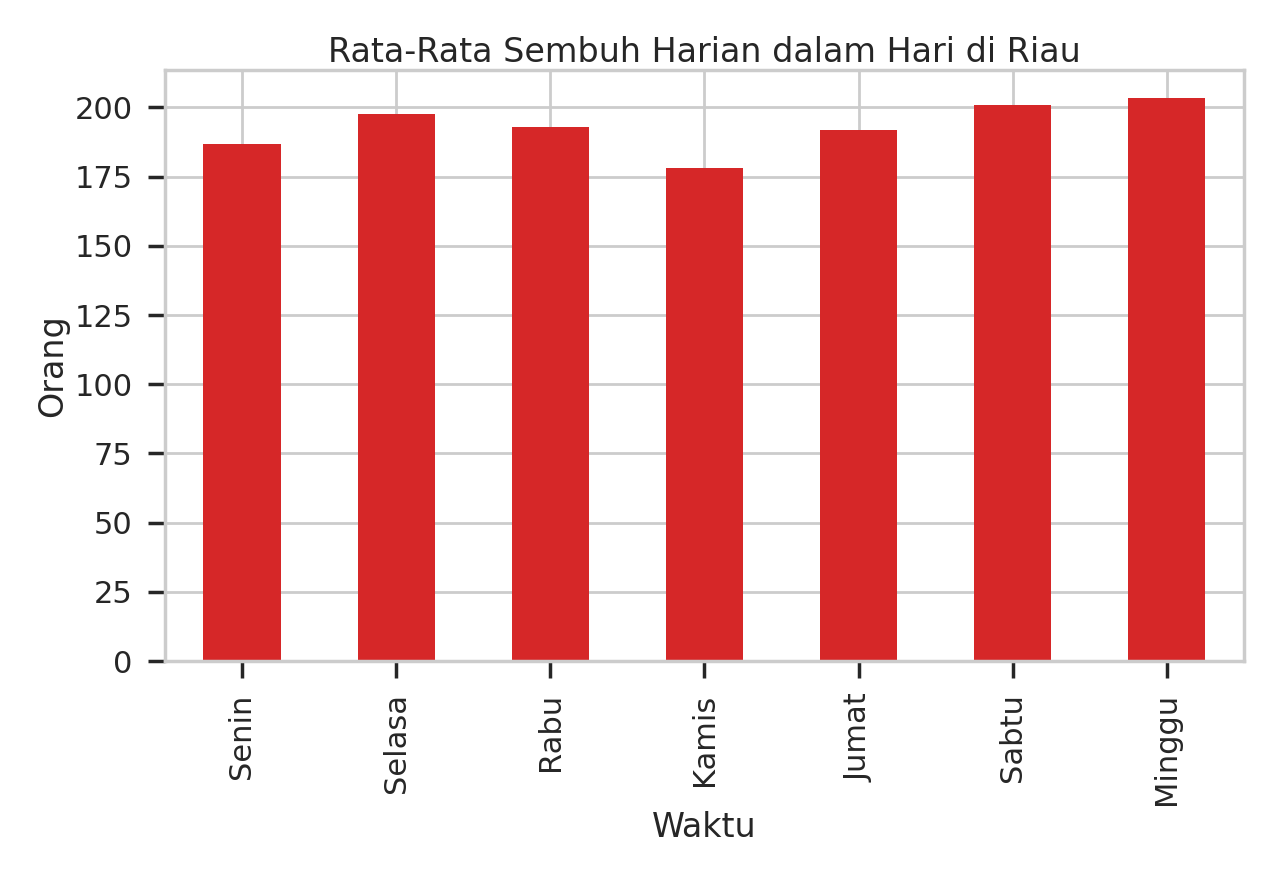 Rata-Rata Sembuh Harian dalam Hari di Riau
200
175
150
125
100
75
50
25
0
Orang
Senin
Selasa
Rabu
Kamis
Jumat
Sabtu
Minggu
Waktu